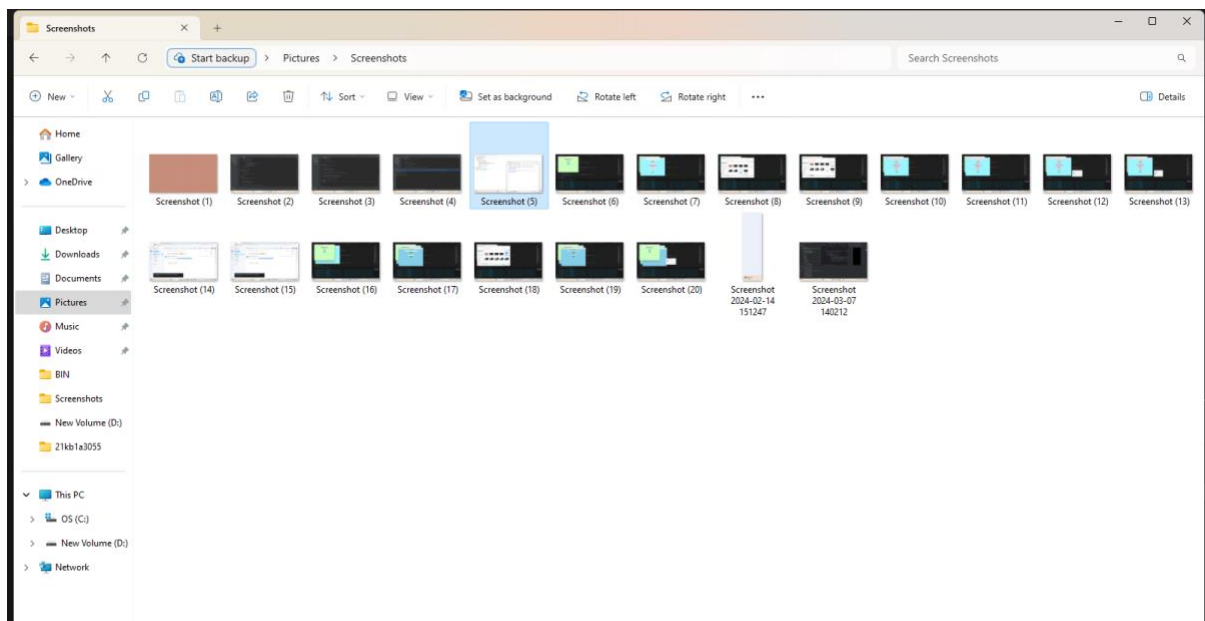 Screenshots
Start backup > Pictures > Screenshots
Search Screenshots
New
Sort
View
Set as background
Rotate left
Rotate right
Details
Home
Gallery
OneDrive
Desktop
Downloads
Documents
Pictures
Music
Videos
BIN
Screenshots
New Volume (D:)
21kb1a3055
This PC
OS (C:)
New Volume (D:)
Network
Screenshot (1)
Screenshot (2)
Screenshot (3)
Screenshot (4)
Screenshot (5)
Screenshot (6)
Screenshot (7)
Screenshot (8)
Screenshot (9)
Screenshot (10)
Screenshot (11)
Screenshot (12)
Screenshot (13)
Screenshot (14)
Screenshot (15)
Screenshot (16)
Screenshot (17)
Screenshot (18)
Screenshot (19)
Screenshot (20)
Screenshot
2024-02-14
151247
Screenshot
2024-03-07
140212